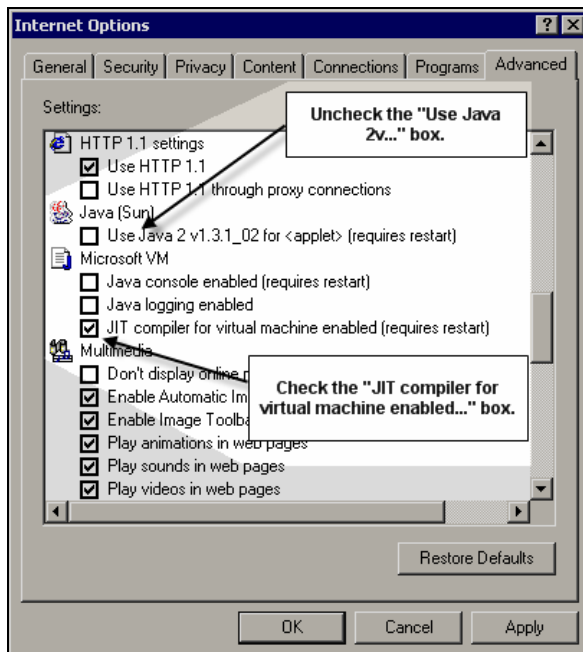 Internet Options
General Security Privacy Content Connections Programs Advanced
Settings:
Uncheck the "Use Java
2v..." box.
HTTP 1.1 settings
Use HTTP 1.1
Use HTTP 1.1 through proxy connections
Java (Sun)
Use Java 2 v1.3.1_02 for <applet> (requires restart)
Microsoft VM
Java console enabled (requires restart)
Java logging enabled
JIT compiler for virtual machine enabled (requires restart)
Multimedia
Don't display online
Check the "JIT compiler for
virtual machine enabled..." box.
Enable Automatic Im
Enable Image Toolba
Play animations in web pages
Play sounds in web pages
Play videos in web pages
Restore Defaults
OK Cancel Apply